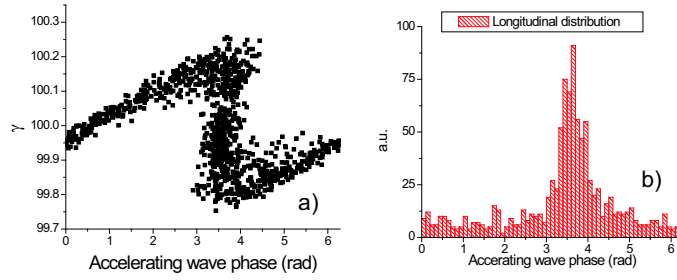 100.3
100.2
100.1
100.0
99.9
99.8
99.7
γ
0 1 2 3 4 5 6
Accelerating wave phase (rad)
a)
Longitudinal distribution
100
75
50
25
0
a.u.
0 1 2 3 4 5 6
Accerating wave phase (rad)
b)